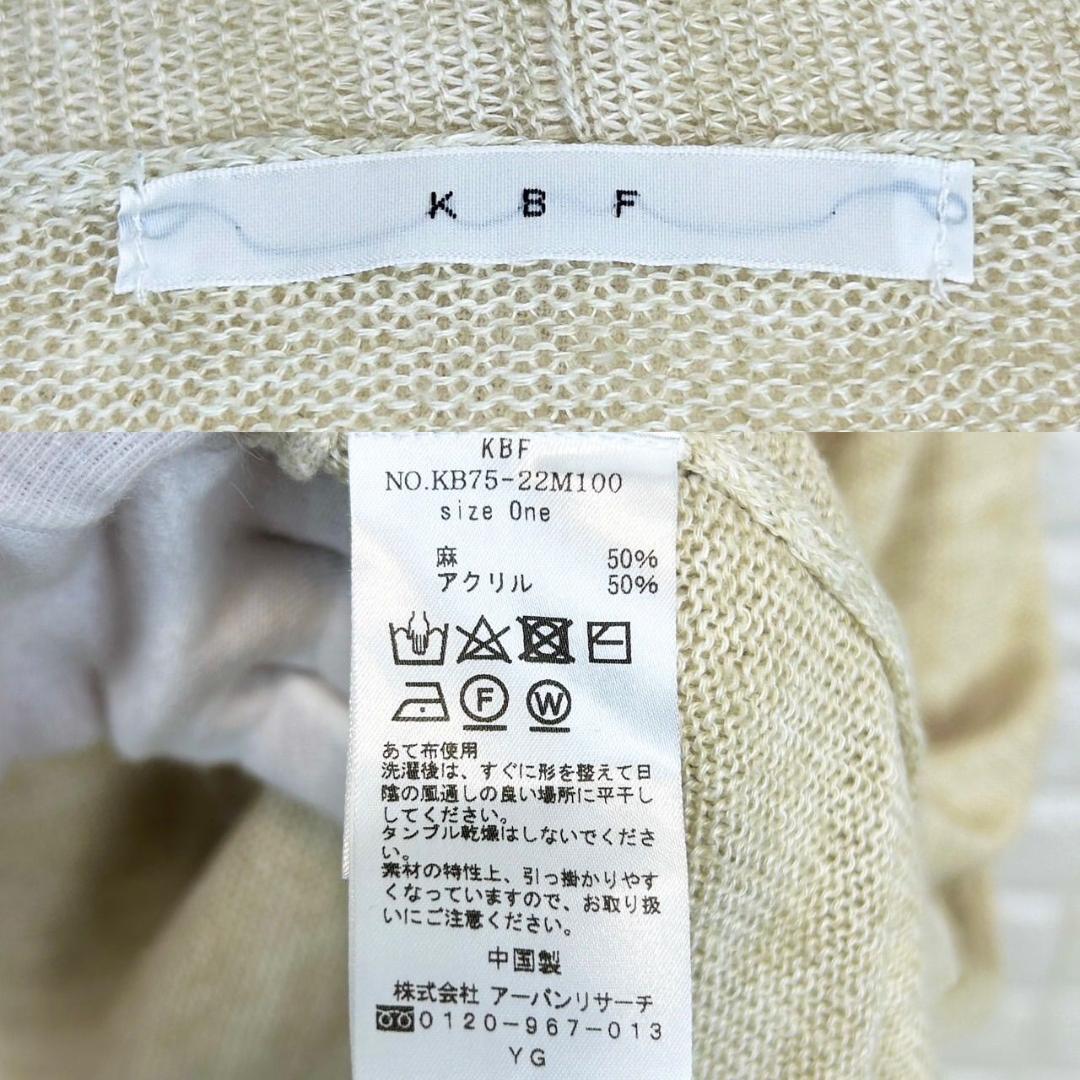 K B F
KBF
NO.KB75-22M100
size One
麻 50%
アクリル 50%
F W
あて布使用
洗濯後は、すぐに形を整えて日
陰の風通しの良い場所に平干し
してください。
タンブル乾燥はしないでくださ
い。
素材の特性上、引っ掛かりやす
くなっていますので、お取り扱
いにご注意ください。
中国製
株式会社 アーバンリサーチ
0120-967-013
YG